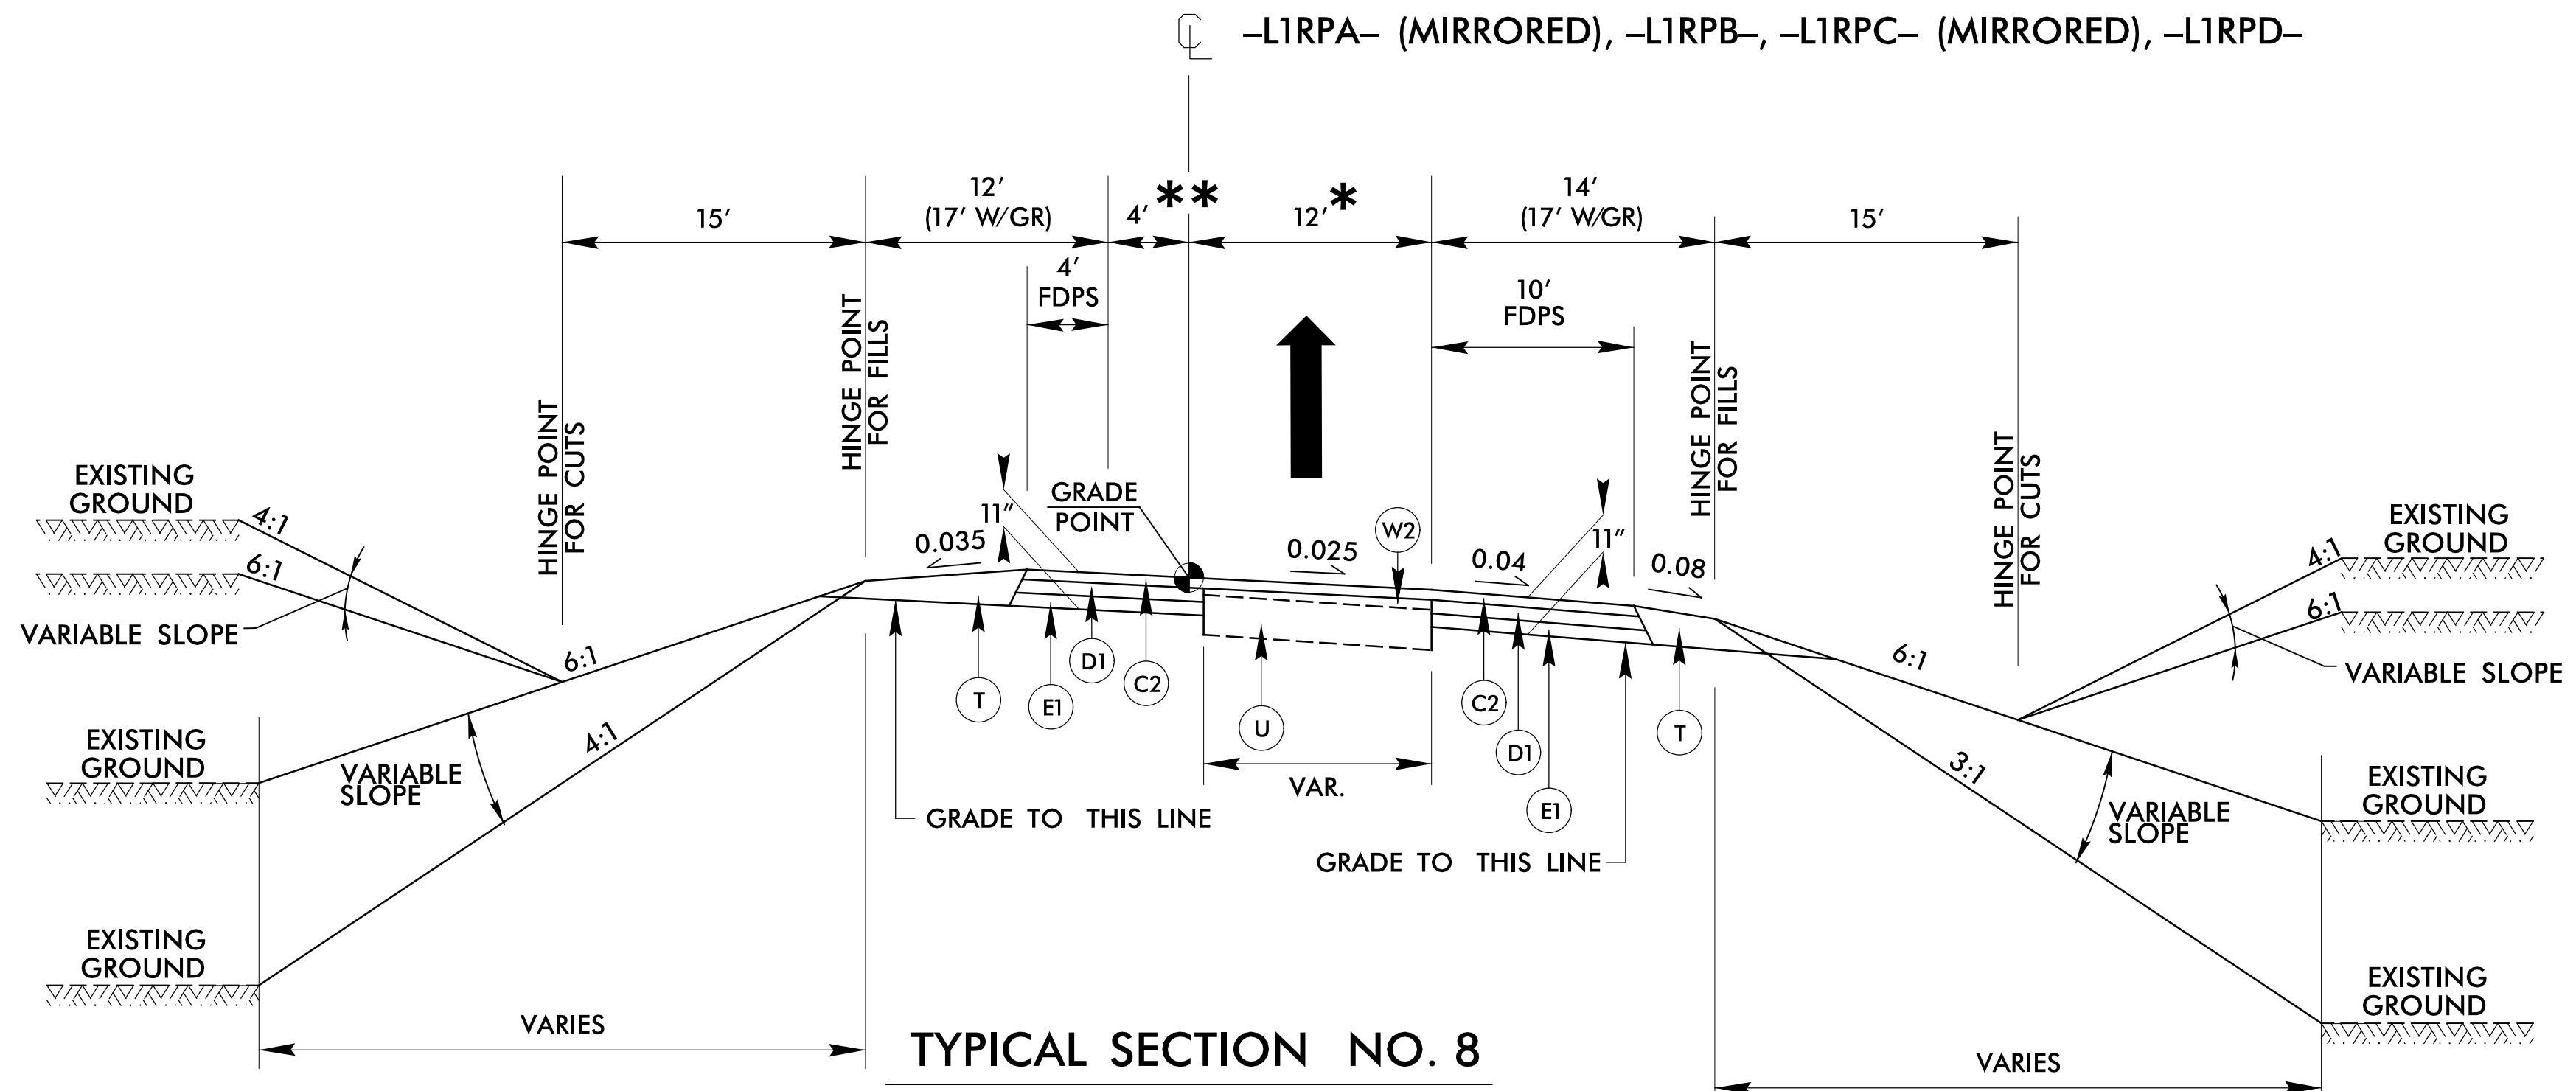 CL –L1RPA– (MIRRORED), –L1RPB–, –L1RPC– (MIRRORED), –L1RPD–
15'
12'
(17' W/GR)
4' **
12' *
14'
(17' W/GR)
15'
4'
FDPS
10'
FDPS
HINGE POINT
FOR CUTS
HINGE POINT
FOR FILLS
HINGE POINT
FOR FILLS
HINGE POINT
FOR CUTS
EXISTING
GROUND
4:1
6:1
VARIABLE SLOPE
11"
GRADE
POINT
0.035
0.025
W2
0.04
11"
0.08
EXISTING
GROUND
4:1
6:1
VARIABLE SLOPE
6:1
T
E1
D1
C2
U
C2
D1
E1
T
6:1
EXISTING
GROUND
VARIABLE
SLOPE
4:1
VAR.
GRADE TO THIS LINE
GRADE TO THIS LINE
3:1
VARIABLE
SLOPE
EXISTING
GROUND
EXISTING
GROUND
EXISTING
GROUND
VARIES
TYPICAL SECTION NO. 8
VARIES